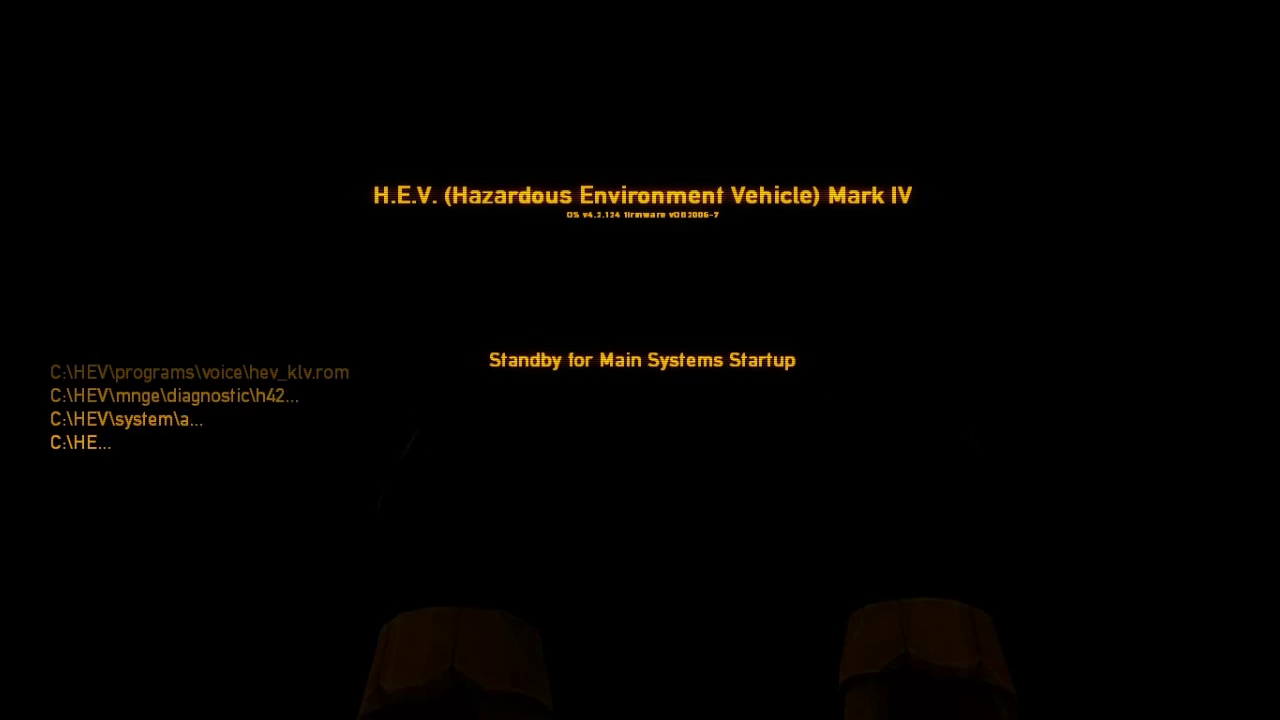 H.E.V. (Hazardous Environment Vehicle) Mark IV
OS v4.2.124 firmware vOB2006-7
Standby for Main Systems Startup
C:\HEV\programs\voice\hev_klv.rom
C:\HEV\mnge\diagnostic\h42...
C:\HEV\system\a...
C:\HE...